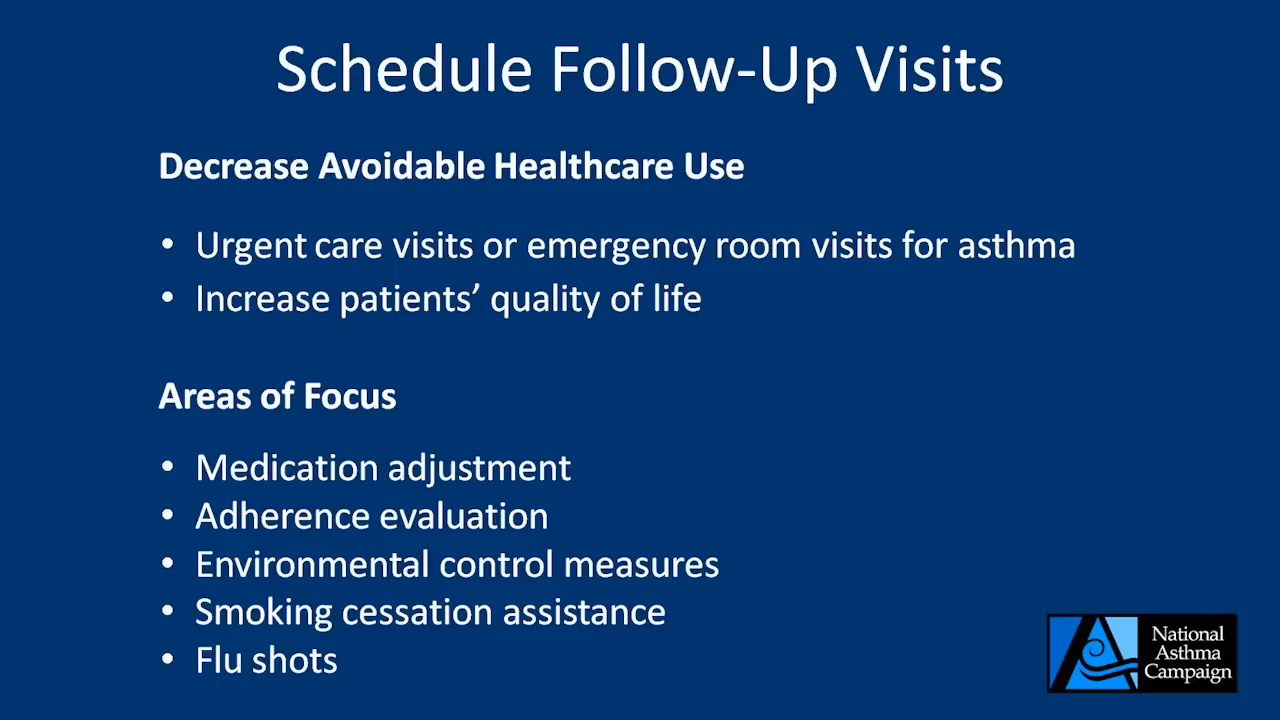 Schedule Follow-Up Visits
Decrease Avoidable Healthcare Use
• Urgent care visits or emergency room visits for asthma
• Increase patients’ quality of life
Areas of Focus
• Medication adjustment
• Adherence evaluation
• Environmental control measures
• Smoking cessation assistance
• Flu shots
National
Asthma
Campaign